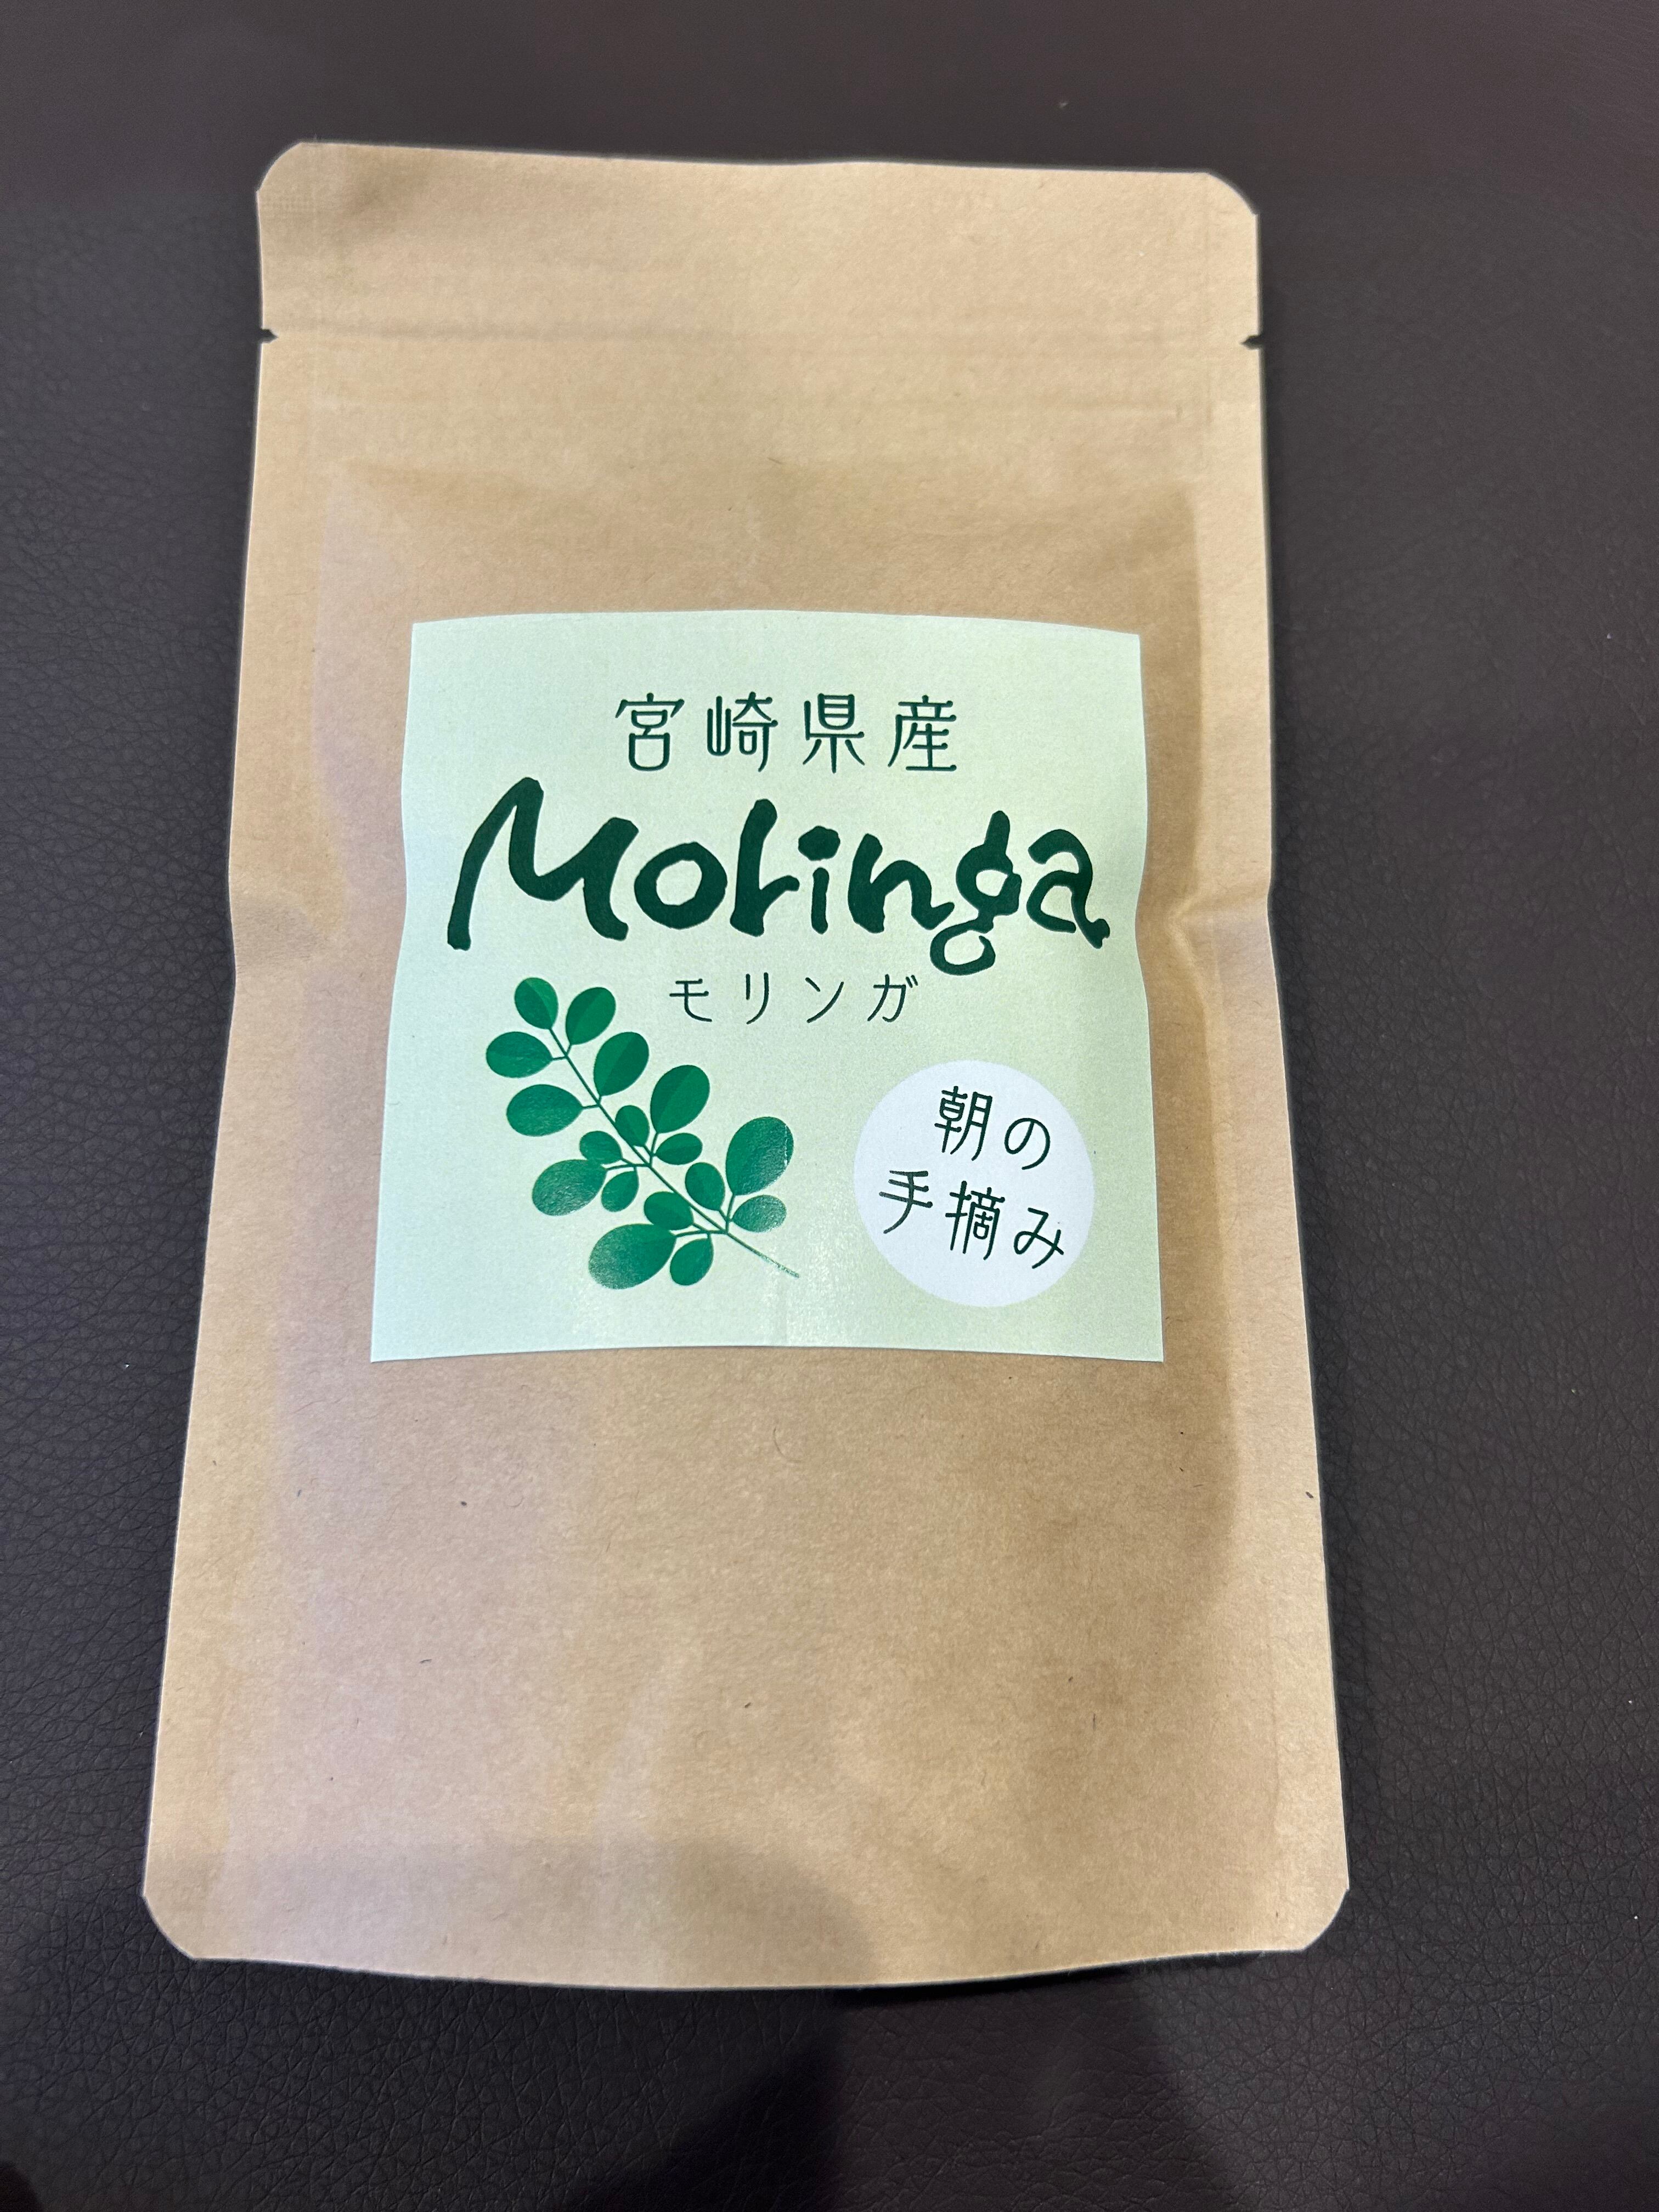 宮崎県産
Moringa
モリンガ
朝の
手摘み